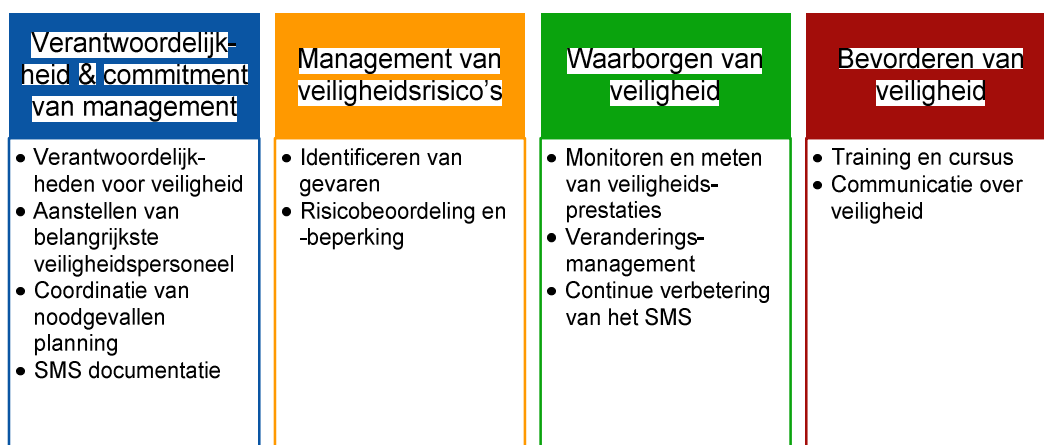 Verantwoordelijk-
heid & commitment
van management
• Verantwoordelijk-
heden voor veiligheid
• Aanstellen van
belangrijkste
veiligheidspersoneel
• Coordinatie van
noodgevallen
planning
• SMS documentatie
Management van
veiligheidsrisico's
• Identificeren van
gevaren
• Risicobeoordeling en
-beperking
Waarborgen van
veiligheid
• Monitoren en meten
van veiligheids-
prestaties
• Veranderings-
management
• Continue verbetering
van het SMS
Bevorderen van
veiligheid
• Training en cursus
• Communicatie over
veiligheid